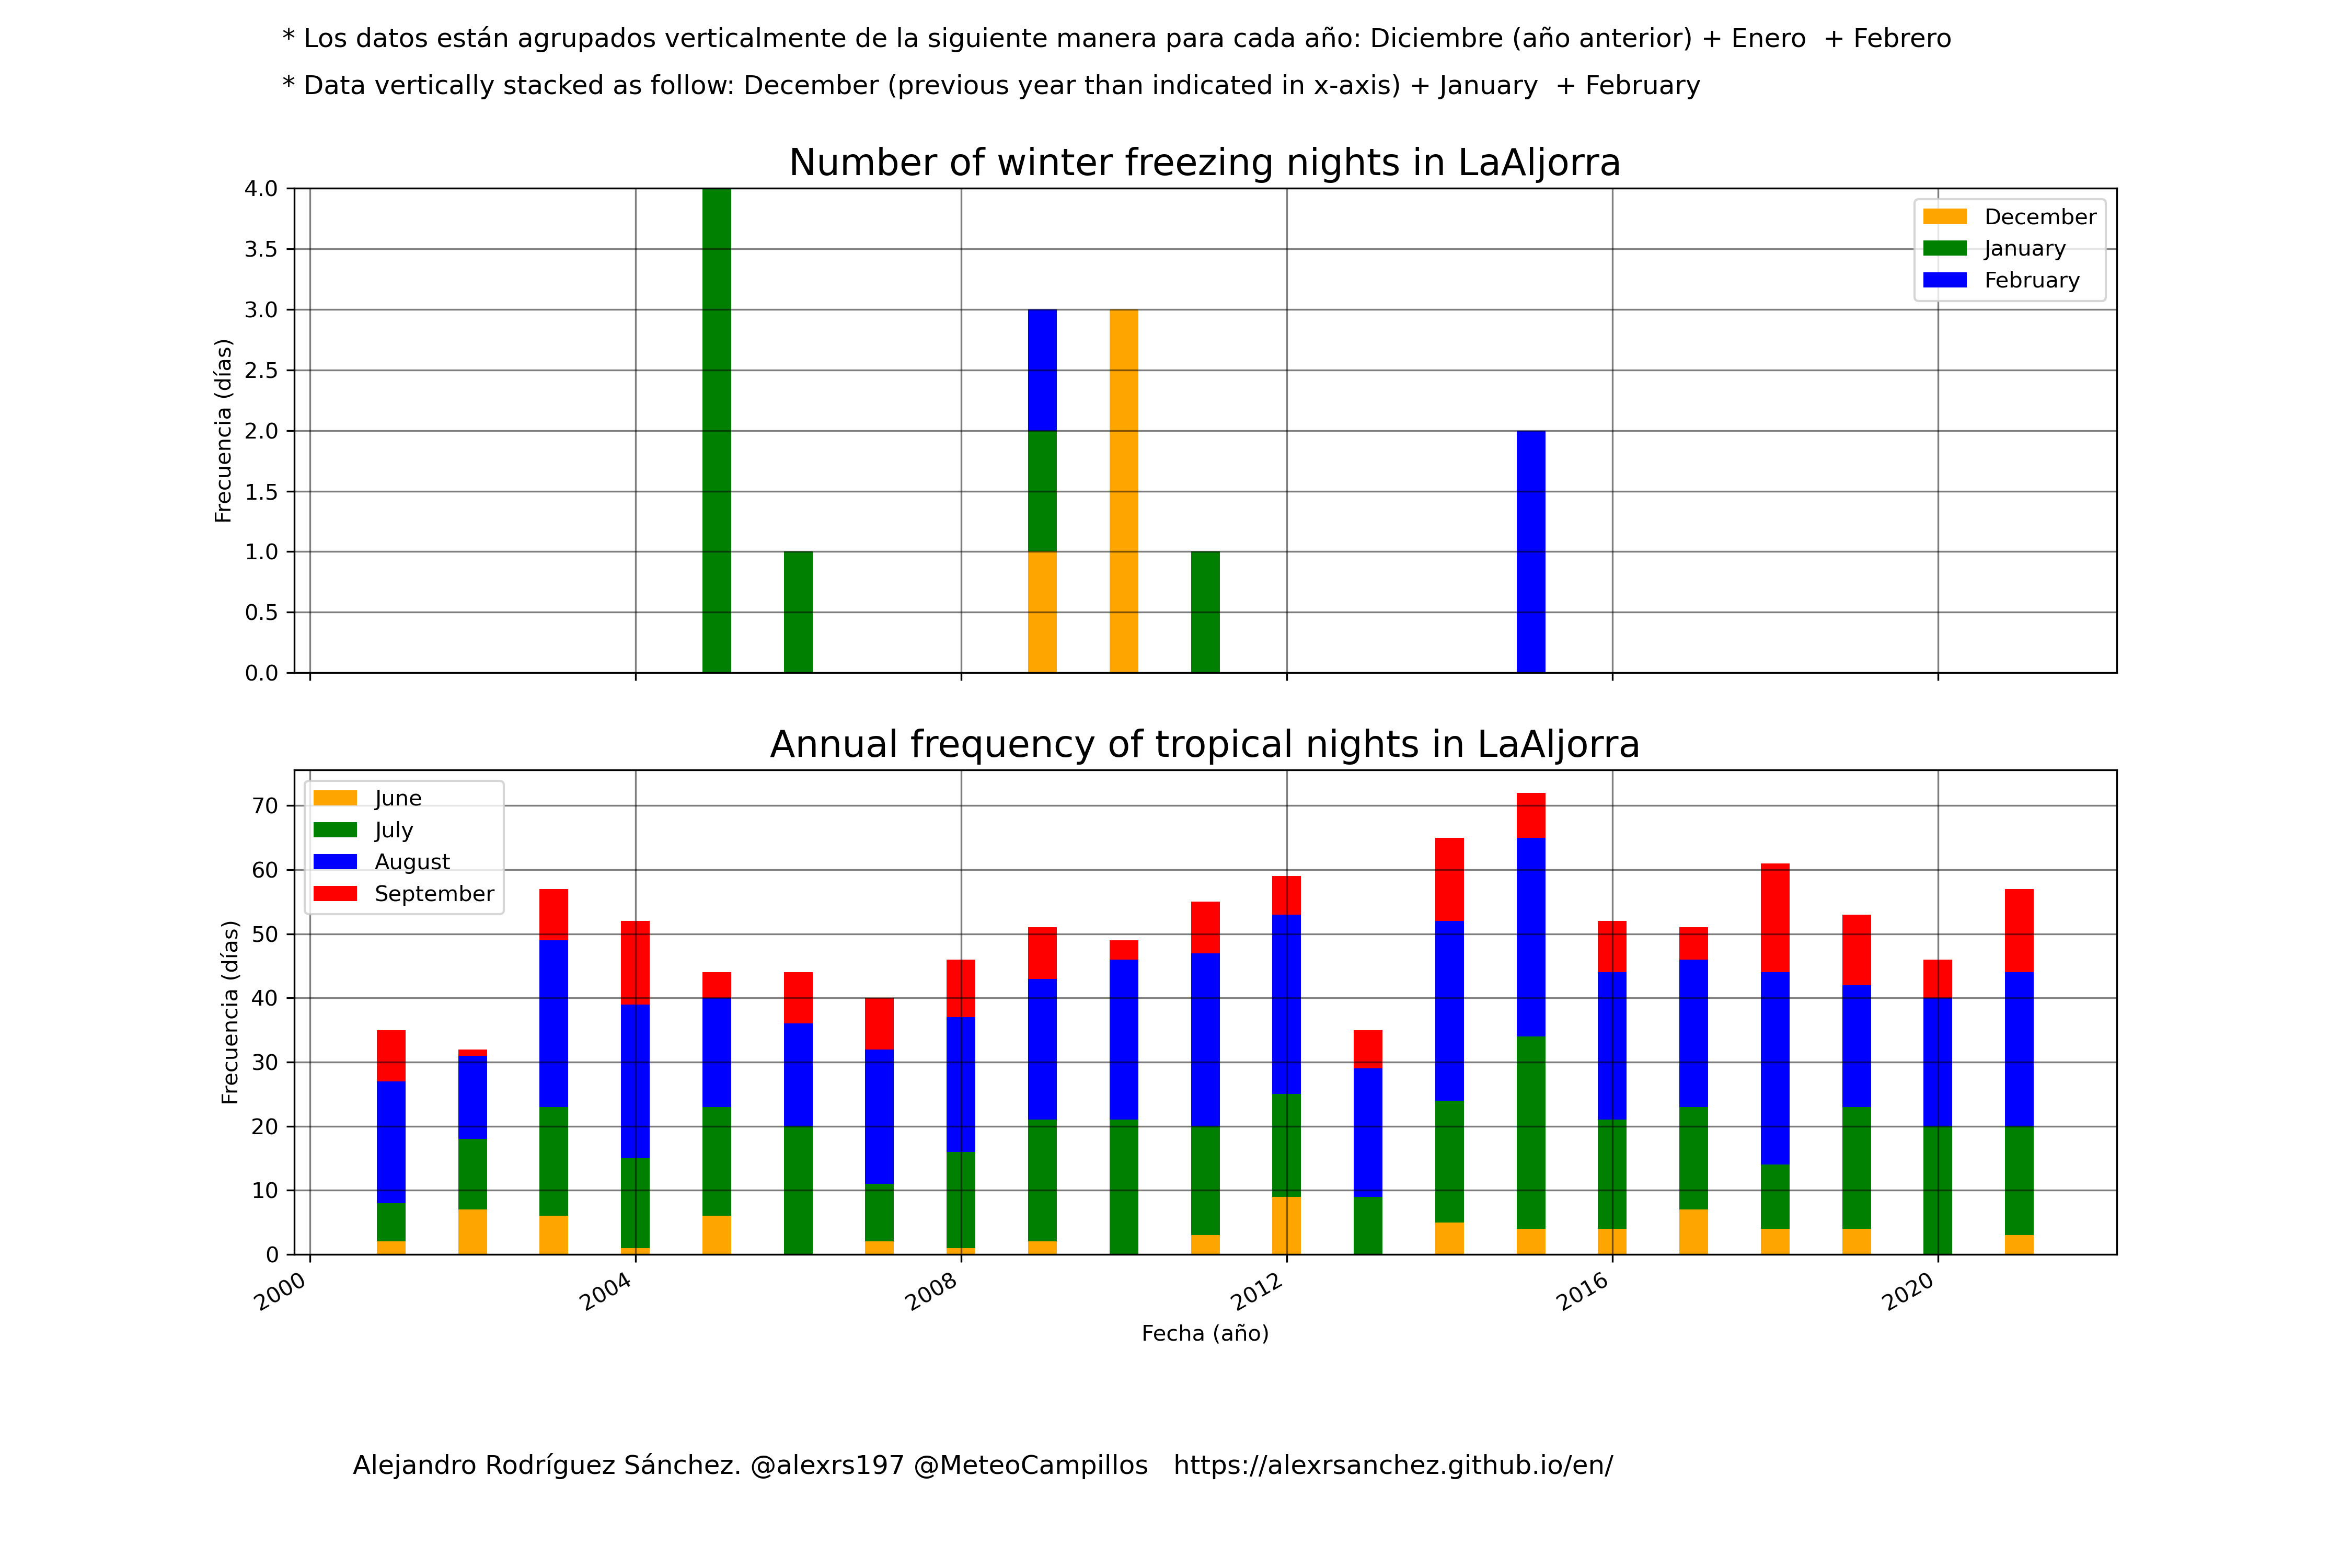 * Los datos están agrupados verticalmente de la siguiente manera para cada año: Diciembre (año anterior) + Enero  + Febrero
* Data vertically stacked as follow: December (previous year than indicated in x-axis) + January  + February
Number of winter freezing nights in LaAljorra
4.0
3.5
3.0
2.5
2.0
1.5
1.0
0.5
0.0
Frecuencia (días)
December
January
February
Annual frequency of tropical nights in LaAljorra
70
60
50
40
30
20
10
0
Frecuencia (días)
June
July
August
September
2000
2004
2008
2012
2016
2020
Fecha (año)
Alejandro Rodríguez Sánchez. @alexrs197 @MeteoCampillos   https://alexrsanchez.github.io/en/